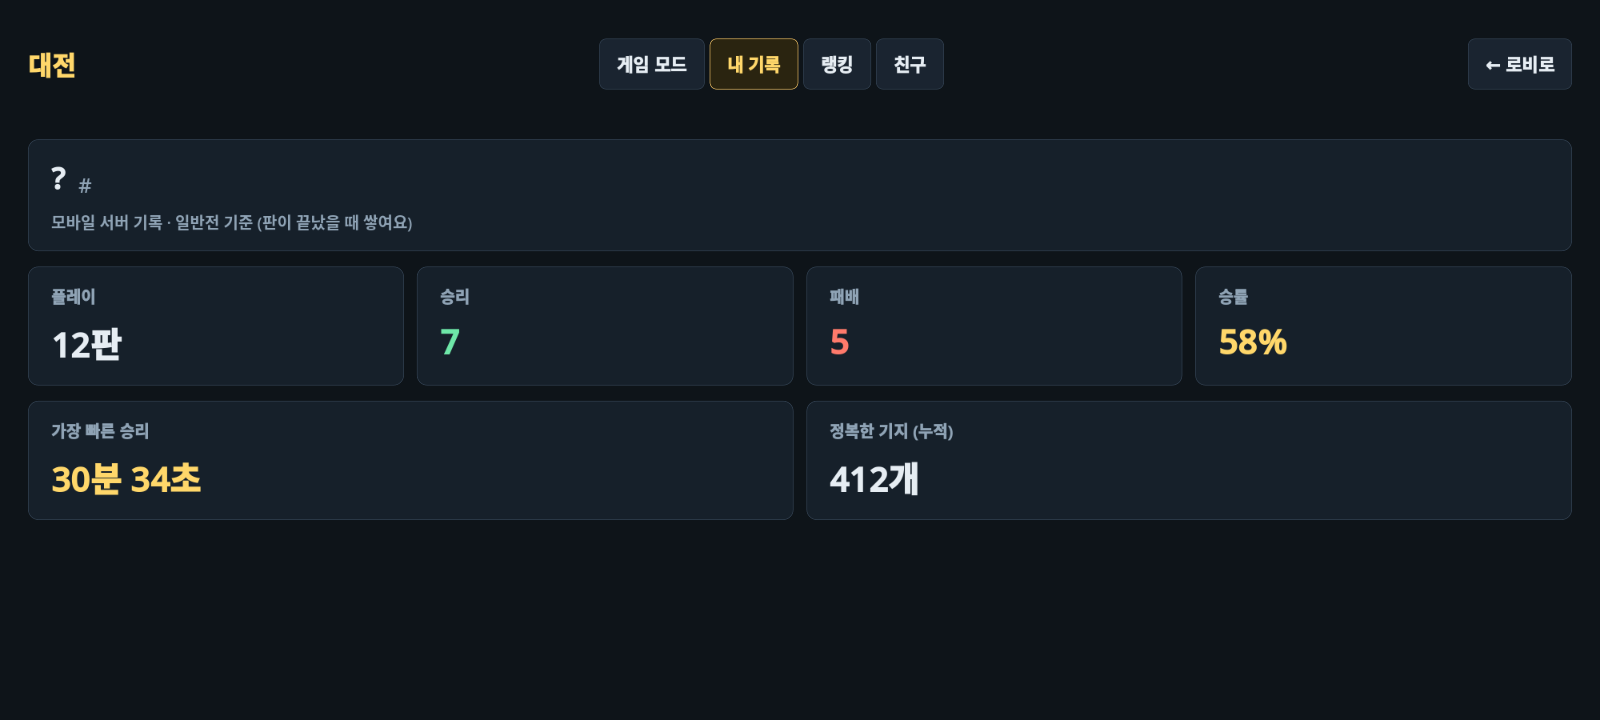 대전
게임 모드
내 기록
랭킹
친구
← 로비로
? #
모바일 서버 기록 · 일반전 기준 (판이 끝났을 때 쌓여요)
플레이
12판
승리
7
패배
5
승률
58%
가장 빠른 승리
30분 34초
정복한 기지 (누적)
412개